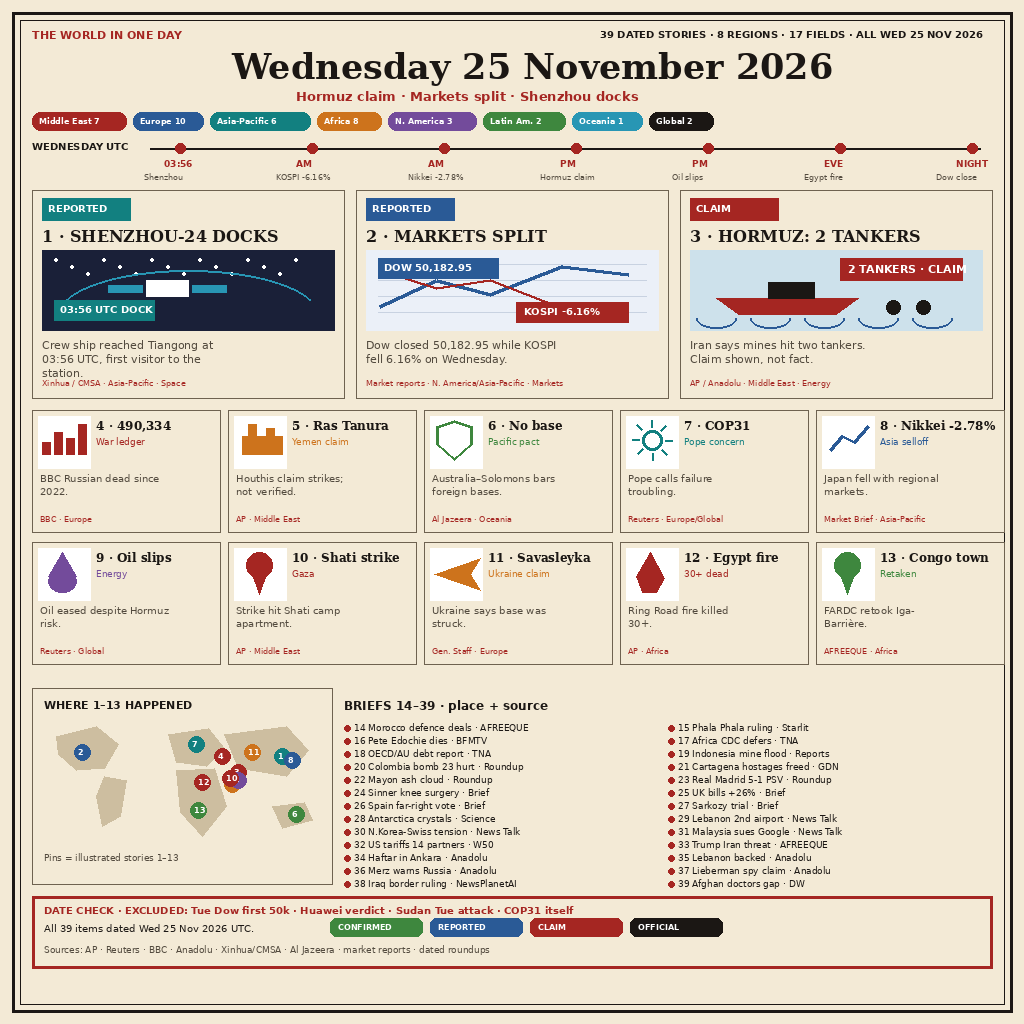 THE WORLD IN ONE DAY
39 DATED STORIES · 8 REGIONS · 17 FIELDS · ALL WED 25 NOV 2026
Wednesday 25 November 2026
Hormuz claim · Markets split · Shenzhou docks
Middle East 7
Europe 10
Asia-Pacific 6
Africa 8
N. America 3
Latin Am. 2
Oceania 1
Global 2
WEDNESDAY UTC
03:56
AM
AM
PM
PM
EVE
NIGHT
Shenzhou
KOSPI -6.16%
Nikkei -2.78%
Hormuz claim
Oil slips
Egypt fire
Dow close
REPORTED
1 · SHENZHOU-24 DOCKS
03:56 UTC DOCK
Crew ship reached Tiangong at
03:56 UTC, first visitor to the
station.
Xinhua / CMSA · Asia-Pacific · Space
REPORTED
2 · MARKETS SPLIT
DOW 50,182.95
KOSPI -6.16%
Dow closed 50,182.95 while KOSPI
fell 6.16% on Wednesday.
Market reports · N. America/Asia-Pacific · Markets
CLAIM
3 · HORMUZ: 2 TANKERS
2 TANKERS · CLAIM
Iran says mines hit two tankers.
Claim shown, not fact.
AP / Anadolu · Middle East · Energy
4 · 490,334
War ledger
BBC Russian dead since
2022.
BBC · Europe
5 · Ras Tanura
Yemen claim
Houthis claim strikes;
not verified.
AP · Middle East
6 · No base
Pacific pact
Australia–Solomons bars
foreign bases.
Al Jazeera · Oceania
7 · COP31
Pope concern
Pope calls failure
troubling.
Reuters · Europe/Global
8 · Nikkei -2.78%
Asia selloff
Japan fell with regional
markets.
Market Brief · Asia-Pacific
9 · Oil slips
Energy
Oil eased despite Hormuz
risk.
Reuters · Global
10 · Shati strike
Gaza
Strike hit Shati camp
apartment.
AP · Middle East
11 · Savasleyka
Ukraine claim
Ukraine says base was
struck.
Gen. Staff · Europe
12 · Egypt fire
30+ dead
Ring Road fire killed
30+.
AP · Africa
13 · Congo town
Retaken
FARDC retook Iga-
Barrière.
AFREEQUE · Africa
WHERE 1–13 HAPPENED
2
7
4
11
1
8
10
12
13
6
Pins = illustrated stories 1–13
BRIEFS 14–39 · place + source
14 Morocco defence deals · AFREEQUE
15 Phala Phala ruling · Starlit
16 Pete Edochie dies · BFMTV
17 Africa CDC defers · TNA
18 OECD/AU debt report · TNA
19 Indonesia mine flood · Reports
20 Colombia bomb 23 hurt · Roundup
21 Cartagena hostages freed · GDN
22 Mayon ash cloud · Roundup
23 Real Madrid 5-1 PSV · Roundup
24 Sinner knee surgery · Brief
25 UK bills +26% · Brief
26 Spain far-right vote · Brief
27 Sarkozy trial · Brief
28 Antarctica crystals · Science
29 Lebanon 2nd airport · News Talk
30 N.Korea-Swiss tension · News Talk
31 Malaysia sues Google · News Talk
32 US tariffs 14 partners · W50
33 Trump Iran threat · AFREEQUE
34 Haftar in Ankara · Anadolu
35 Lebanon backed · Anadolu
36 Merz warns Russia · Anadolu
37 Lieberman spy claim · Anadolu
38 Iraq border ruling · NewsPlanetAI
39 Afghan doctors gap · DW
DATE CHECK · EXCLUDED: Tue Dow first 50k · Huawei verdict · Sudan Tue attack · COP31 itself
All 39 items dated Wed 25 Nov 2026 UTC.
CONFIRMED
REPORTED
CLAIM
OFFICIAL
Sources: AP · Reuters · BBC · Anadolu · Xinhua/CMSA · Al Jazeera · market reports · dated roundups